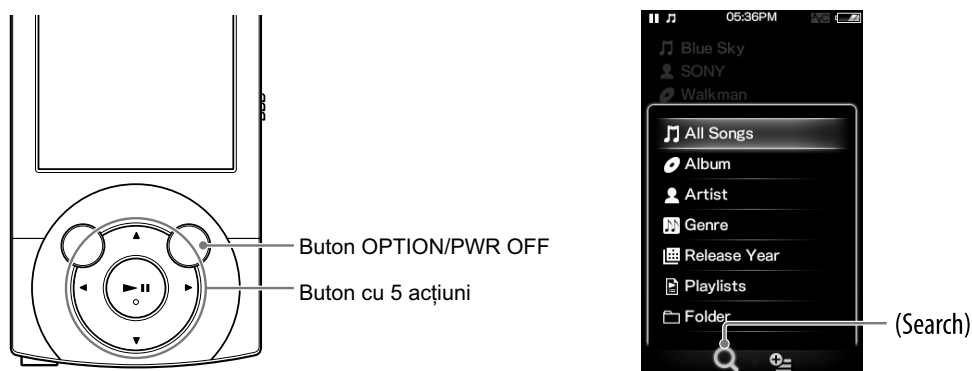 Buton OPTION/PWR OFF
Buton cu 5 acțiuni
05:36PM
Blue Sky
SONY
Walkman
All Songs
Album
Artist
Genre
Release Year
Playlists
Folder
(Search)